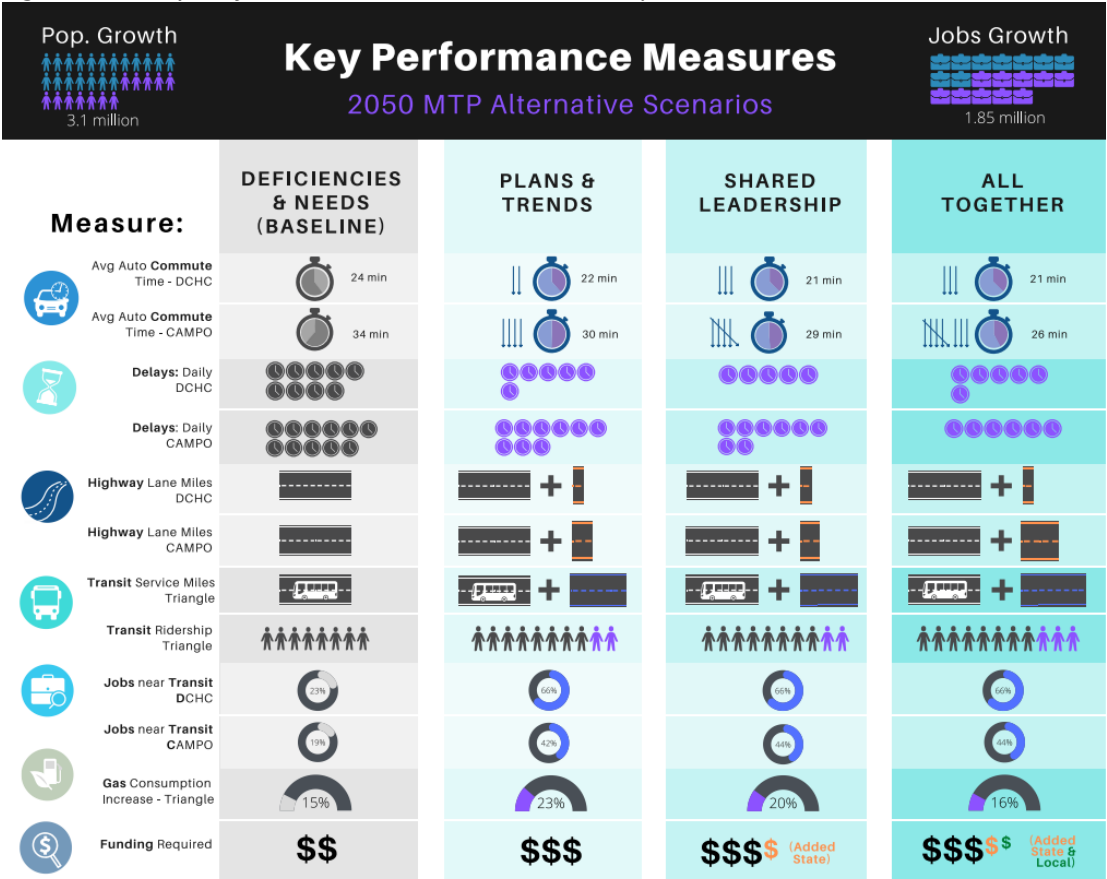 Pop. Growth
3.1 million
Key Performance Measures
2050 MTP Alternative Scenarios
Jobs Growth
1.85 million
Measure:
DEFICIENCIES
& NEEDS
(BASELINE)
PLANS &
TRENDS
SHARED
LEADERSHIP
ALL
TOGETHER
Avg Auto Commute
Time - DCHC
24 min
22 min
21 min
21 min
Avg Auto Commute
Time - CAMPO
34 min
30 min
29 min
26 min
Delays: Daily
DCHC
Delays: Daily
CAMPO
Highway Lane Miles
DCHC
Highway Lane Miles
CAMPO
Transit Service Miles
Triangle
Transit Ridership
Triangle
Jobs near Transit
DCHC
23%
66%
66%
66%
Jobs near Transit
CAMPO
19%
42%
44%
44%
Gas Consumption
Increase - Triangle
15%
23%
20%
16%
Funding Required
$$
$$$
$$$$ (Added
State)
$$$$$ (Added
State &
Local)